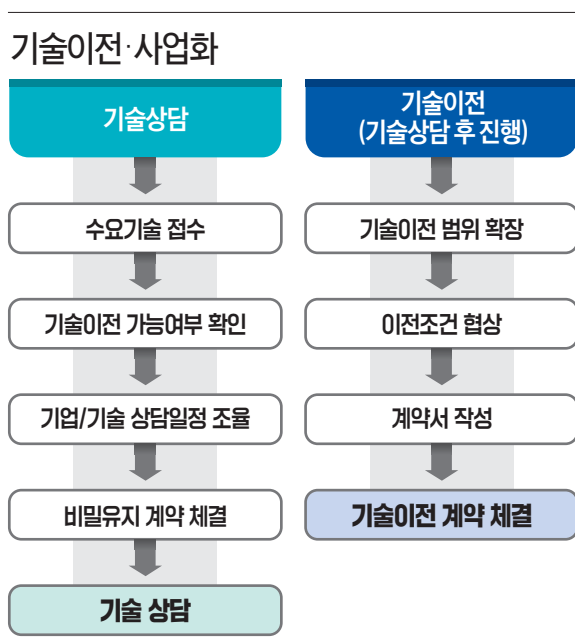 기술이전·사업화
기술상담
수요기술 접수
기술이전 가능여부 확인
기업/기술 상담일정 조율
비밀유지 계약 체결
기술 상담
기술이전
(기술상담 후 진행)
기술이전 범위 확장
이전조건 협상
계약서 작성
기술이전 계약 체결